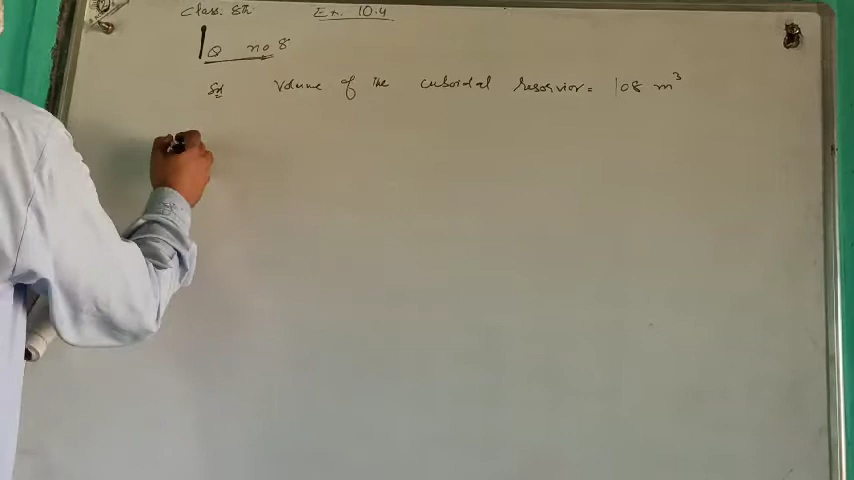 Class. 8th Ex. 10.4
Q no 8
Sol Volume of the cuboidal resorvior = 108 m³